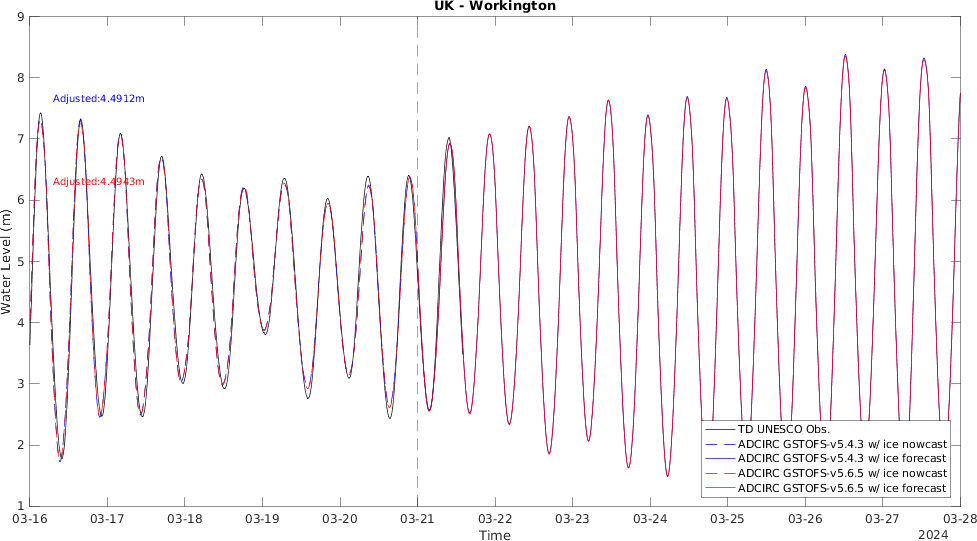 UK - Workington
9
8
7
6
5
4
3
2
1
Water Level (m)
Adjusted:4.4912m
Adjusted:4.4943m
TD UNESCO Obs.
ADCIRC GSTOFS-v5.4.3 w/ ice nowcast
ADCIRC GSTOFS-v5.4.3 w/ ice forecast
ADCIRC GSTOFS-v5.6.5 w/ ice nowcast
ADCIRC GSTOFS-v5.6.5 w/ ice forecast
03-16 03-17 03-18 03-19 03-20 03-21 03-22 03-23 03-24 03-25 03-26 03-27 03-28
Time
2024